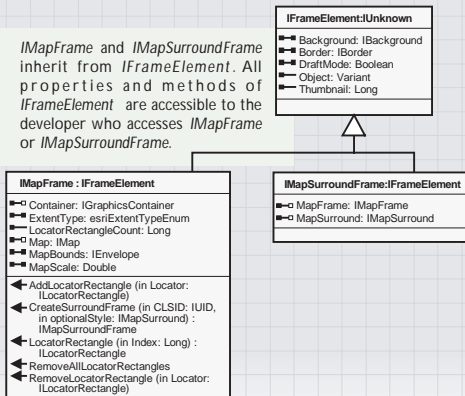 IFrameElement:IUnknown
Background: IBackground
Border: IBorder
DraftMode: Boolean
Object: Variant
Thumbnail: Long
IMapFrame and IMapSurroundFrame
inherit from IFrameElement. All
properties and methods of
IFrameElement are accessible to the
developer who accesses IMapFrame
or IMapSurroundFrame.
IMapFrame : IFrameElement
Container: IGraphicsContainer
ExtentType: esriExtentTypeEnum
LocatorRectangleCount: Long
Map: IMap
MapBounds: IEnvelope
MapScale: Double
AddLocatorRectangle (in Locator:
ILocatorRectangle)
CreateSurroundFrame (in CLSID: IUID,
in optionalStyle: IMapSurround) :
IMapSurroundFrame
LocatorRectangle (in Index: Long) :
ILocatorRectangle
RemoveAllLocatorRectangles
RemoveLocatorRectangle (in Locator:
ILocatorRectangle)
IMapSurroundFrame:IFrameElement
MapFrame: IMapFrame
MapSurround: IMapSurround